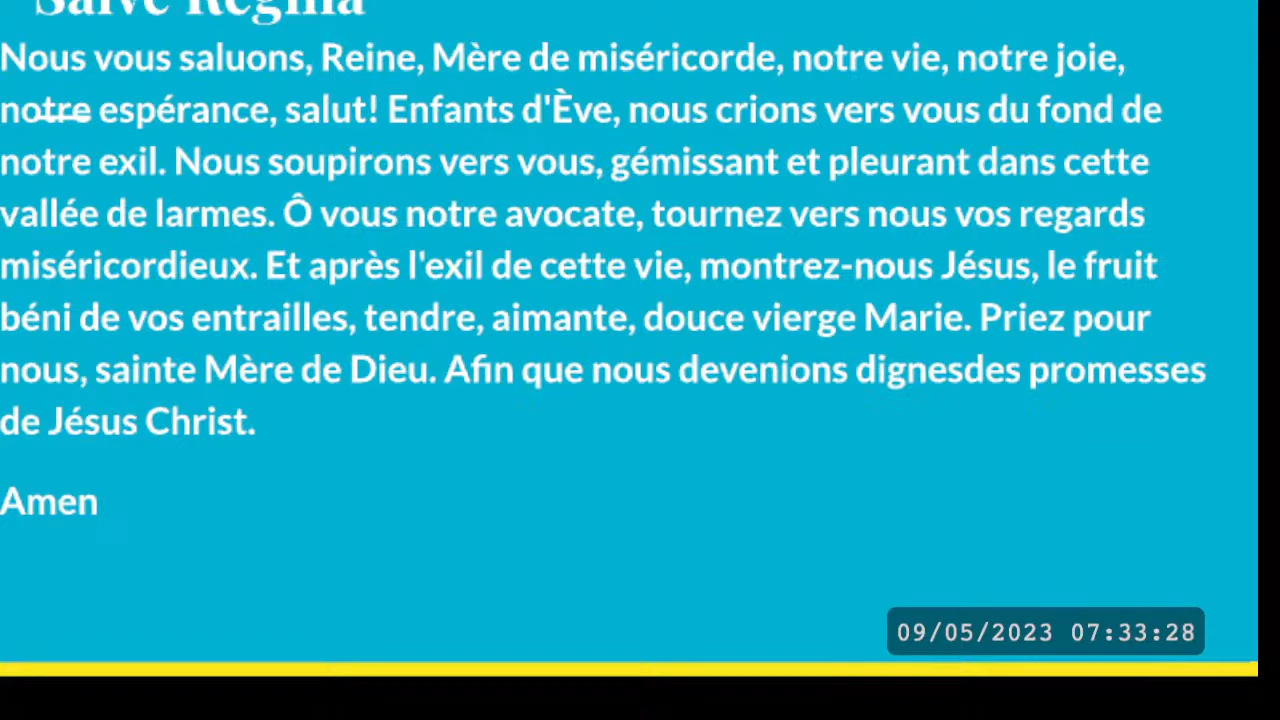 Salve Regina
Nous vous saluons, Reine, Mère de miséricorde, notre vie, notre joie,
notre espérance, salut! Enfants d'Ève, nous crions vers vous du fond de
notre exil. Nous soupirons vers vous, gémissant et pleurant dans cette
vallée de larmes. Ô vous notre avocate, tournez vers nous vos regards
miséricordieux. Et après l'exil de cette vie, montrez-nous Jésus, le fruit
béni de vos entrailles, tendre, aimante, douce vierge Marie. Priez pour
nous, sainte Mère de Dieu. Afin que nous devenions dignesdes promesses
de Jésus Christ.
Amen
09/05/2023 07:33:28